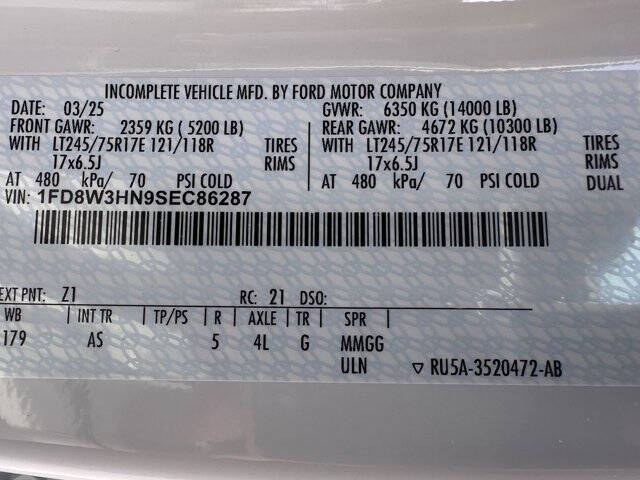 INCOMPLETE VEHICLE MFD. BY FORD MOTOR COMPANY
DATE: 03/25 GVWR: 6350 KG (14000 LB)
FRONT GAWR: 2359 KG ( 5200 LB) REAR GAWR: 4672 KG (10300 LB)
WITH LT245/75R17E 121/118R TIRES WITH LT245/75R17E 121/118R TIRES
17x6.5J RIMS 17x6.5J RIMS
AT 480 kPa/ 70 PSI COLD AT 480 kPa/ 70 PSI COLD DUAL
VIN: 1FD8W3HN9SEC86287
EXT PNT: Z1 RC: 21 DSO:
WB INT TR TP/PS R AXLE TR SPR
179 AS 5 4L G MMGG
ULN ▽ RU5A-3520472-AB